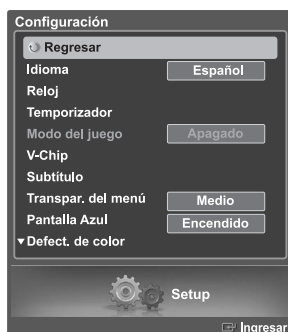 Configuración
Regresar
Idioma Español
Reloj
Temporizador
Modo del juego Apagado
V-Chip
Subtítulo
Transpar. del menú Medio
Pantalla Azul Encendido
▼Defect. de color
Setup
Ingresar